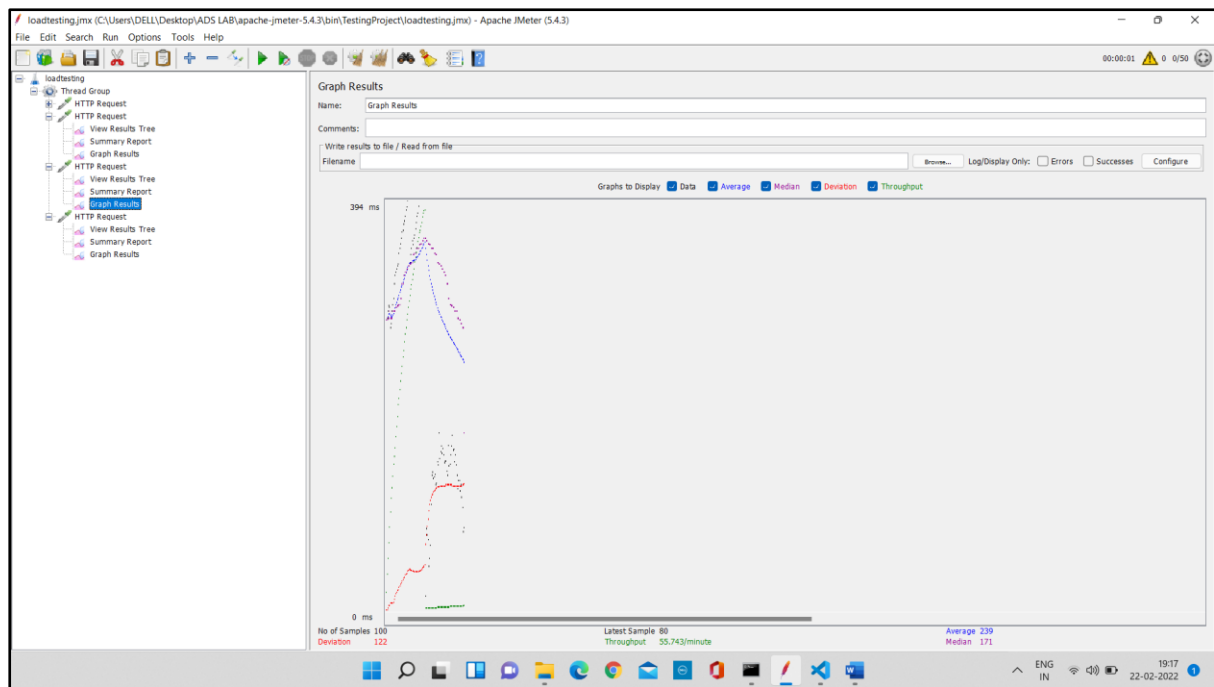 loadtesting.jmx (C:\Users\DELL\Desktop\ADS LAB\apache-jmeter-5.4.3\bin\TestingProject\loadtesting.jmx) - Apache JMeter (5.4.3)
File Edit Search Run Options Tools Help
00:00:01 0 0/50
loadtesting
Thread Group
HTTP Request
HTTP Request
View Results Tree
Summary Report
Graph Results
HTTP Request
View Results Tree
Summary Report
Graph Results
HTTP Request
View Results Tree
Summary Report
Graph Results
Graph Results
Name: Graph Results
Comments:
Write results to file / Read from file
Filename Browse... Log/Display Only: Errors Successes Configure
Graphs to Display Data Average Median Deviation Throughput
394 ms
0 ms
No of Samples 100 Latest Sample 80 Average 239
Deviation 122 Throughput 55.743/minute Median 171
ENG 19:17
IN 22-02-2022 1